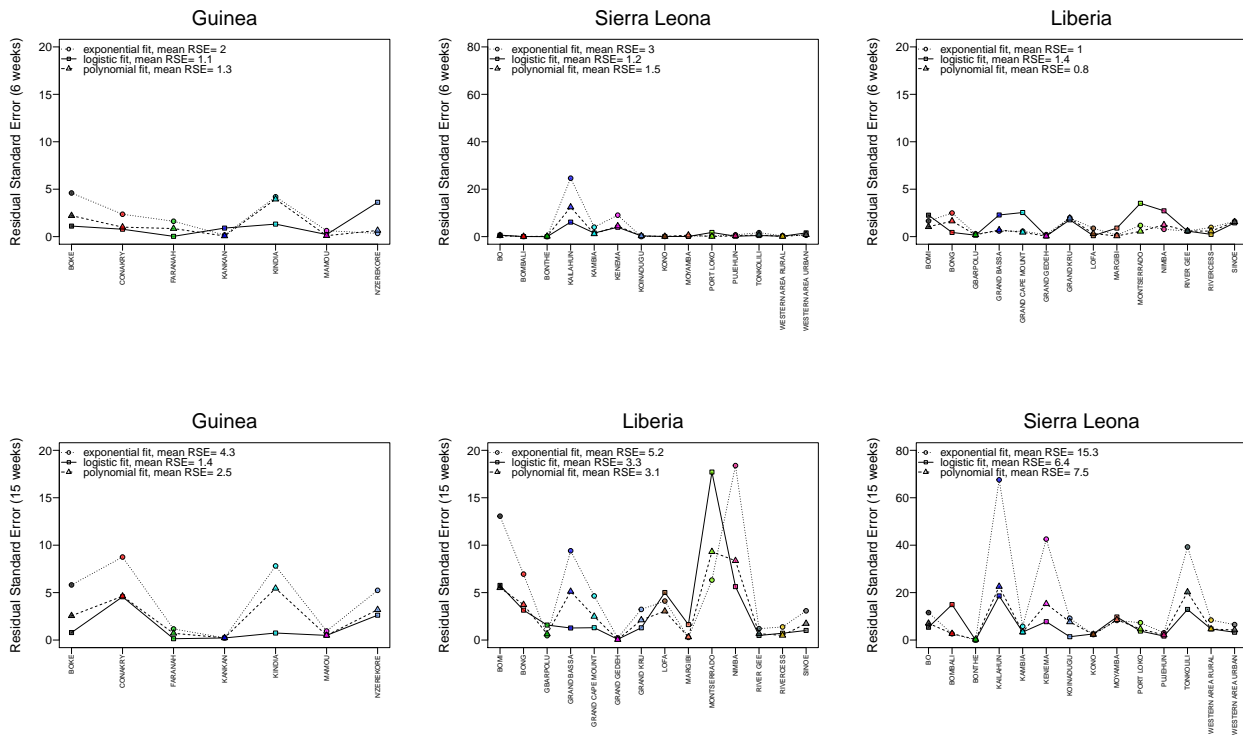 Guinea
Residual Standard Error (6 weeks)
20
15
10
5
0
exponential fit, mean RSE= 2
logistic fit, mean RSE= 1.1
polynomial fit, mean RSE= 1.3
BOKE
CONAKRY
FARANAH
KANKAN
KINDIA
MAMOU
N'ZEREKORE
Sierra Leona
Residual Standard Error (6 weeks)
80
60
40
20
0
exponential fit, mean RSE= 3
logistic fit, mean RSE= 1.2
polynomial fit, mean RSE= 1.5
BO
BOMBALI
BONTHE
KAILAHUN
KAMBIA
KENEMA
KOINADUGU
KONO
MOYAMBA
PORT LOKO
PUJEHUN
TONKOLILI
WESTERN AREA RURAL
WESTERN AREA URBAN
Liberia
Residual Standard Error (6 weeks)
20
15
10
5
0
exponential fit, mean RSE= 1
logistic fit, mean RSE= 1.4
polynomial fit, mean RSE= 0.8
BOMI
BONG
GBARPOLU
GRAND BASSA
GRAND CAPE MOUNT
GRAND GEDEH
GRAND KRU
LOFA
MARGIBI
MONTSERRADO
NIMBA
RIVER GEE
RIVERCESS
SINOE
Guinea
Residual Standard Error (15 weeks)
20
15
10
5
0
exponential fit, mean RSE= 4.3
logistic fit, mean RSE= 1.4
polynomial fit, mean RSE= 2.5
BOKE
CONAKRY
FARANAH
KANKAN
KINDIA
MAMOU
N'ZEREKORE
Liberia
Residual Standard Error (15 weeks)
20
15
10
5
0
exponential fit, mean RSE= 5.2
logistic fit, mean RSE= 3.3
polynomial fit, mean RSE= 3.1
BOMI
BONG
GBARPOLU
GRAND BASSA
GRAND CAPE MOUNT
GRAND GEDEH
GRAND KRU
LOFA
MARGIBI
MONTSERRADO
NIMBA
RIVER GEE
RIVERCESS
SINOE
Sierra Leona
Residual Standard Error (15 weeks)
80
60
40
20
0
exponential fit, mean RSE= 15.3
logistic fit, mean RSE= 6.4
polynomial fit, mean RSE= 7.5
BO
BOMBALI
BONTHE
KAILAHUN
KAMBIA
KENEMA
KOINADUGU
KONO
MOYAMBA
PORT LOKO
PUJEHUN
TONKOLILI
WESTERN AREA RURAL
WESTERN AREA URBAN